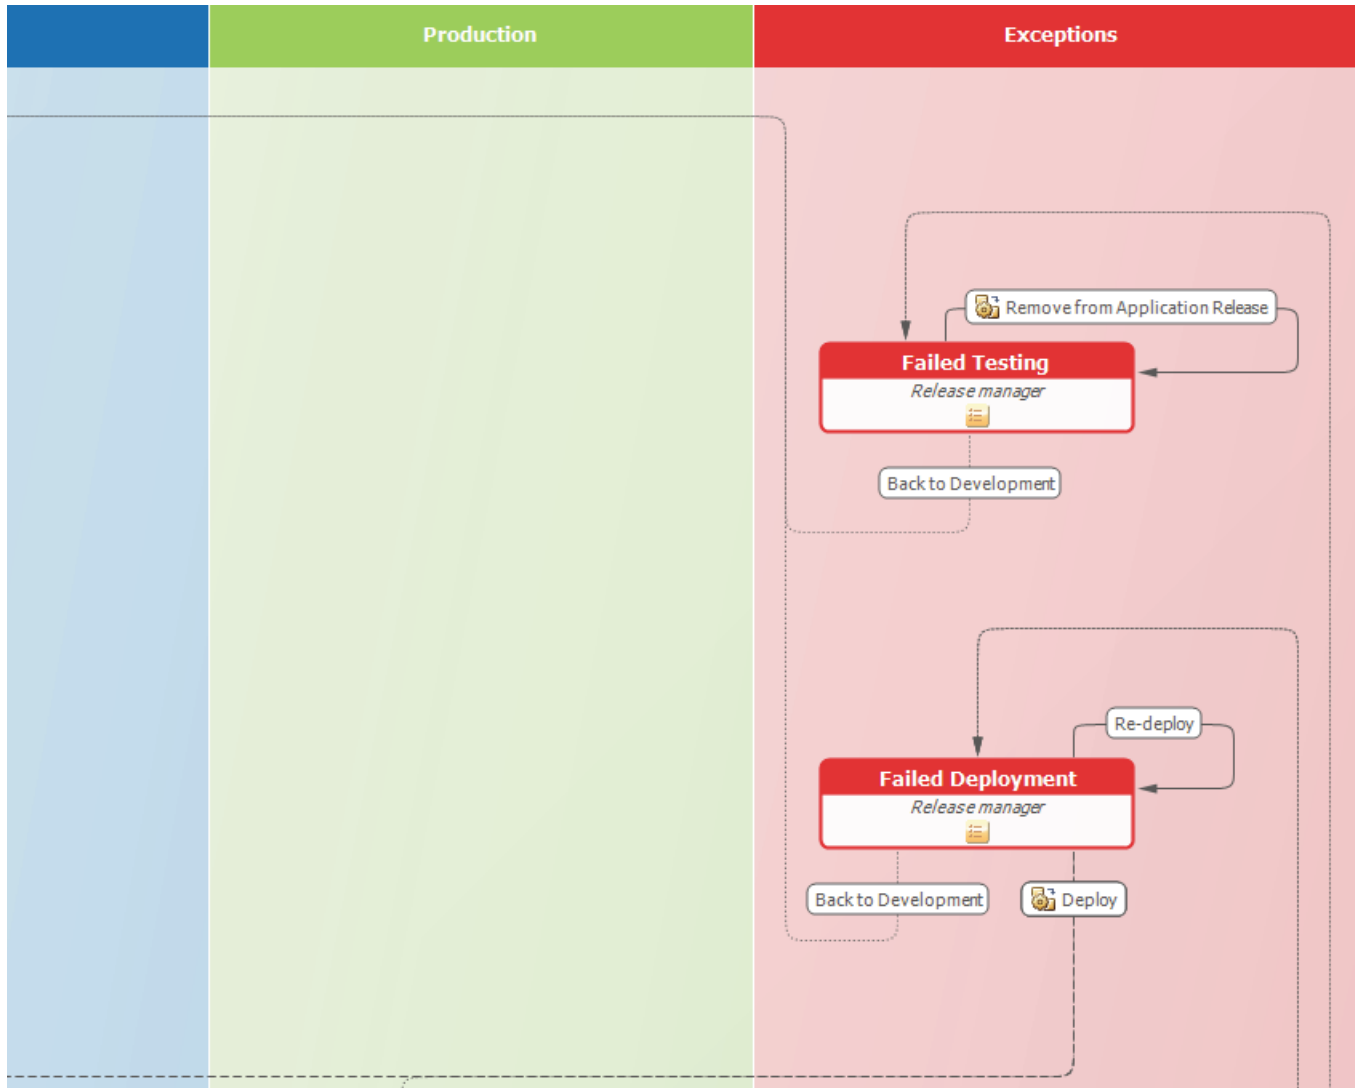 Production
Exceptions
Remove from Application Release
Failed Testing
Release manager
Back to Development
Re-deploy
Failed Deployment
Release manager
Back to Development
Deploy